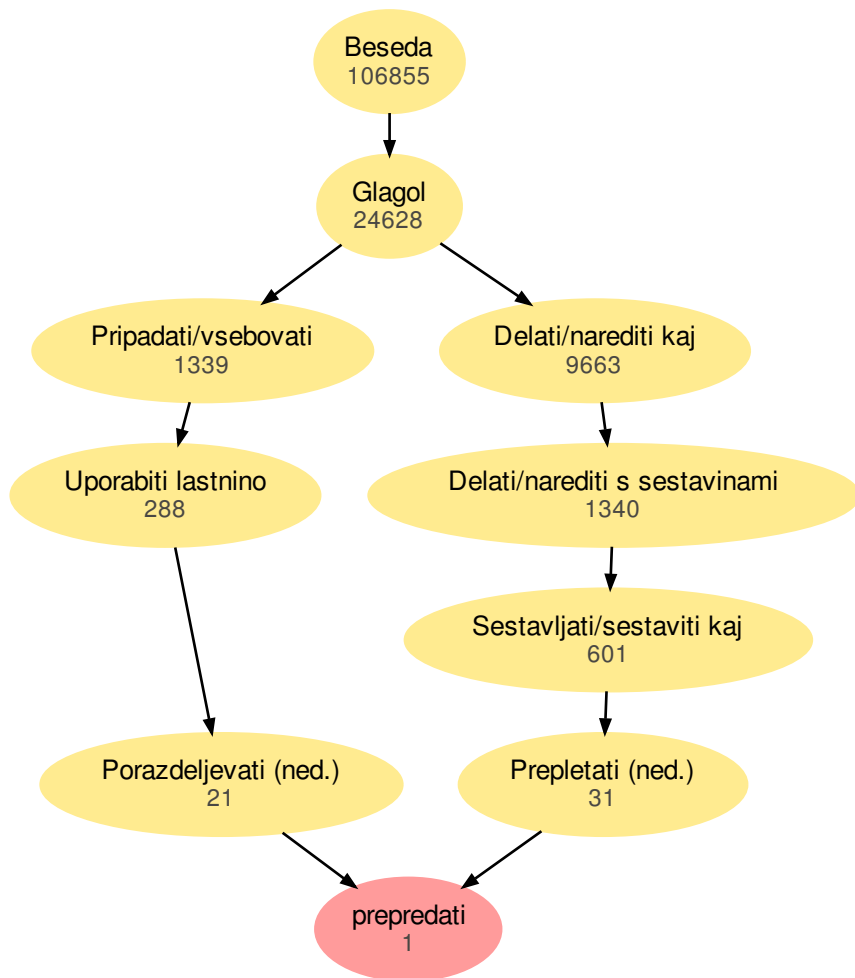 Beseda
106855
Glagol
24628
Pripadati/vsebovati
1339
Delati/narediti kaj
9663
Uporabiti lastnino
288
Delati/narediti s sestavinami
1340
Sestavljati/sestaviti kaj
601
Porazdeljevati (ned.)
21
Prepletati (ned.)
31
prepredati
1